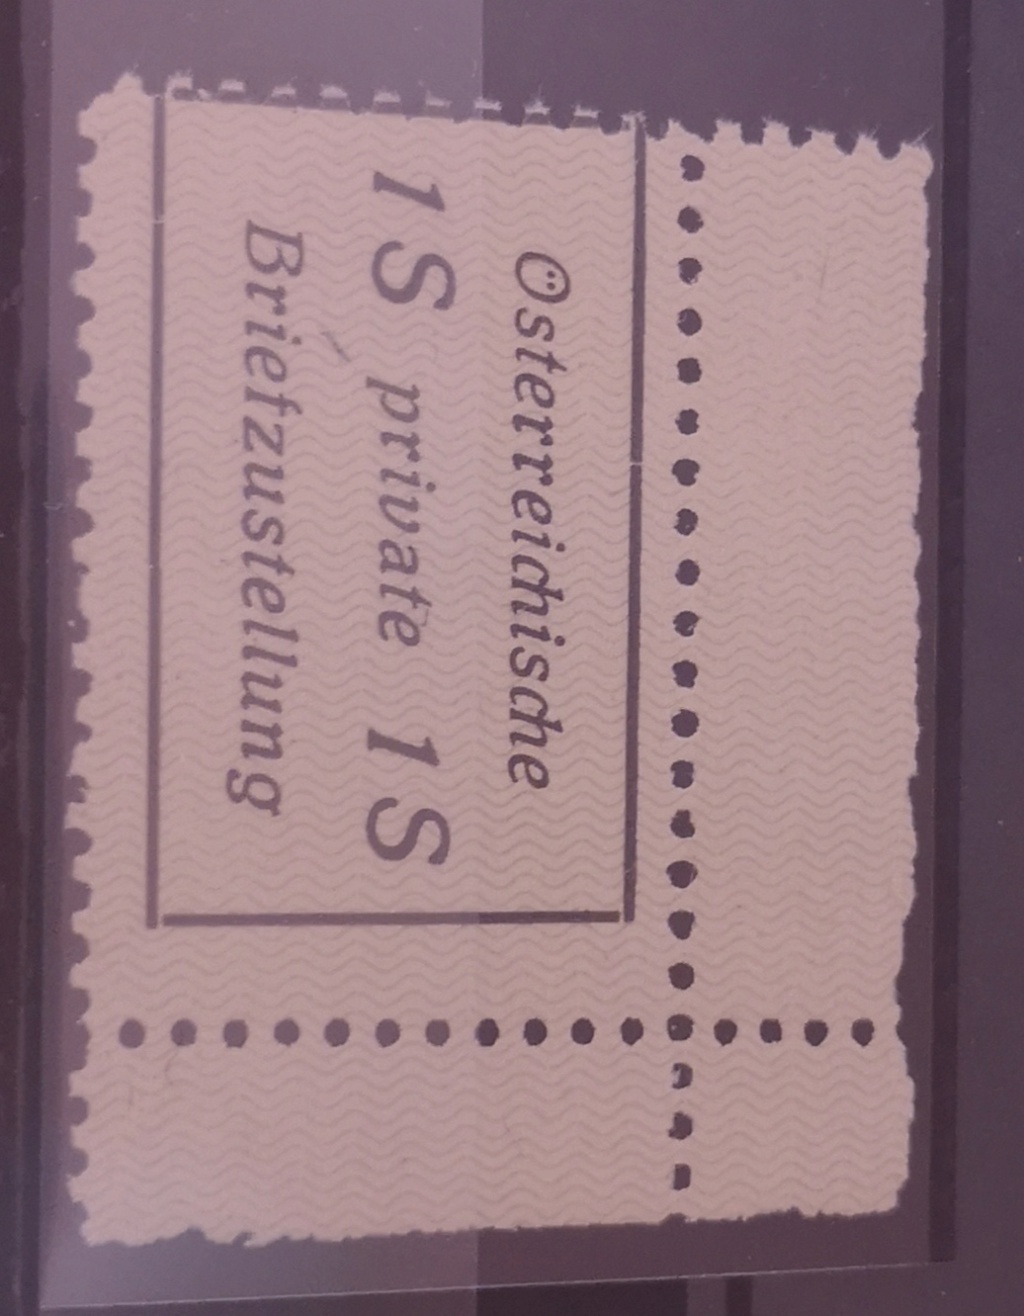 Österreichische
1S private 1S
Briefzustellung